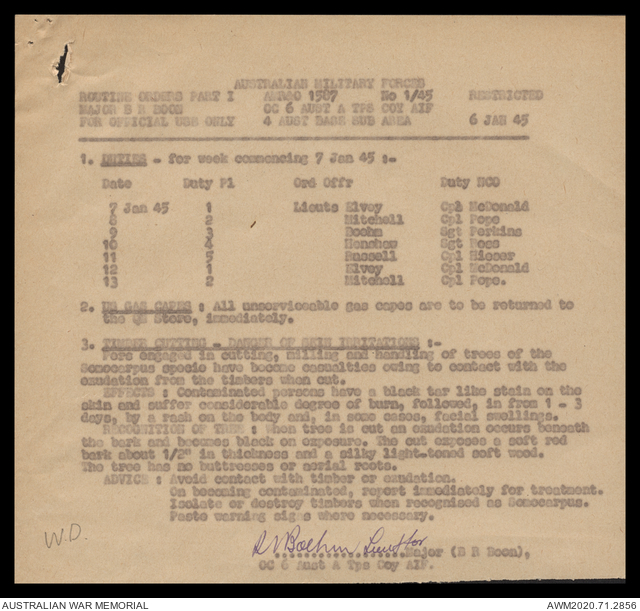 AUSTRALIAN MILITARY FORCES
ROUTINE ORDERS PART I AMRGO 1587 No 1/45 RESTRICTED
MAJOR B R BOON OC 6 AUST A TPS COY AIF
FOR OFFICIAL USE ONLY 4 AUST BASE SUB AREA 6 JAN 45
1. DUTIES - for week commencing 7 Jan 45 :-
Date Duty Pl Ord Offr Duty NCO
7 Jan 45 1 Lieuts Elvey Cpl McDonald
8 2 Mitchell Cpl Pope
9 3 Boehm Sgt Perkins
10 4 Henshaw Sgt Ross
11 5 Russell Cpl
12 1 Elvey Cpl McDonald
13 2 Mitchell Cpl Pope.
2. US GAS CAPES : All unserviceable gas capes are to be returned to
the QM Store, immediately.
3. TIMBER CUTTING - DANGER OF SKIN IRRITATIONS :-
Pers engaged in cutting, milling and handling of trees of the
Semocarpus specie have become casualties owing to contact with the
exudation from the timbers when cut.
EFFECTS : Contaminated persons have a black tar like stain on the
skin and suffer considerable degree of burn, followed, in from 1 - 3
days, by a rash on the body and, in some cases, facial swellings.
RECOGNITION OF TREE : When tree is cut an exudation occurs beneath
the bark and becomes black on exposure. The cut exposes a soft red
bark about 1/2" in thickness and a silky light-toned soft wood.
The tree has no buttresses or aerial roots.
ADVICE : Avoid contact with timber or exudation.
On becoming contaminated, report immediately for treatment.
Isolate or destroy timbers when recognised as Semocarpus.
Paste warning signs where necessary.
W.D.
Boehm Lieut for
Major (B R Boon),
OC 6 Aust A Tps Coy AIF.
AUSTRALIAN WAR MEMORIAL AWM2020.71.2856